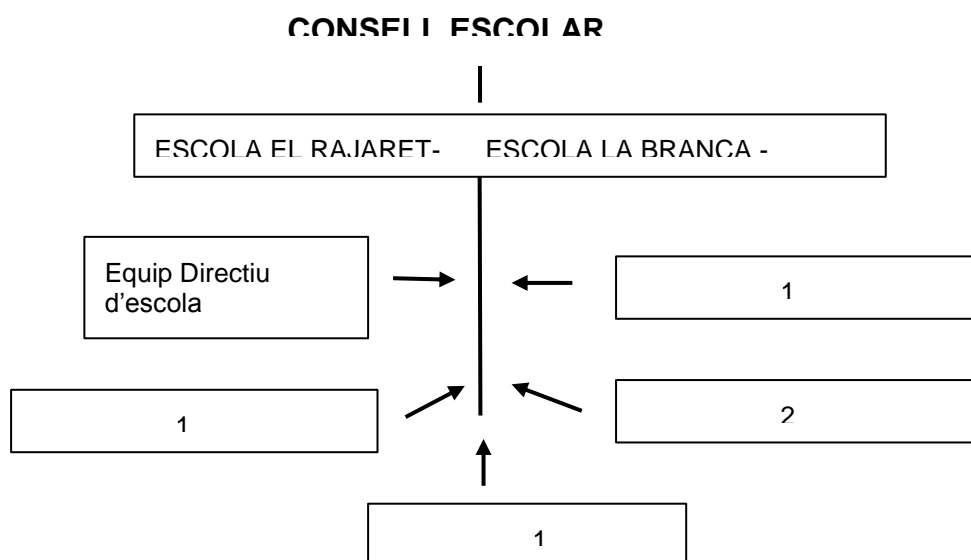 CONSELL ESCOLAR
ESCOLA EL RAJARET- ESCOLA LA BRANCA -
Equip Directiu
d'escola
1
1
2
1